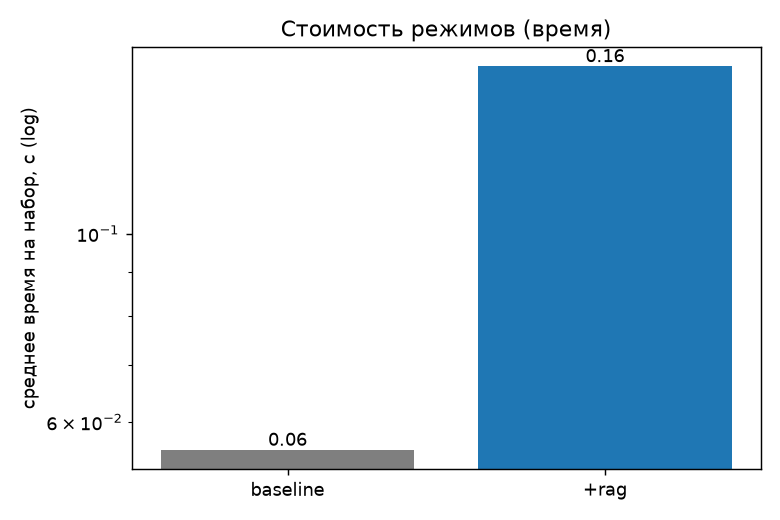 Стоимость режимов (время)
среднее время на набор, с (log)
10⁻¹
6 × 10⁻²
0.06
0.16
baseline
+rag